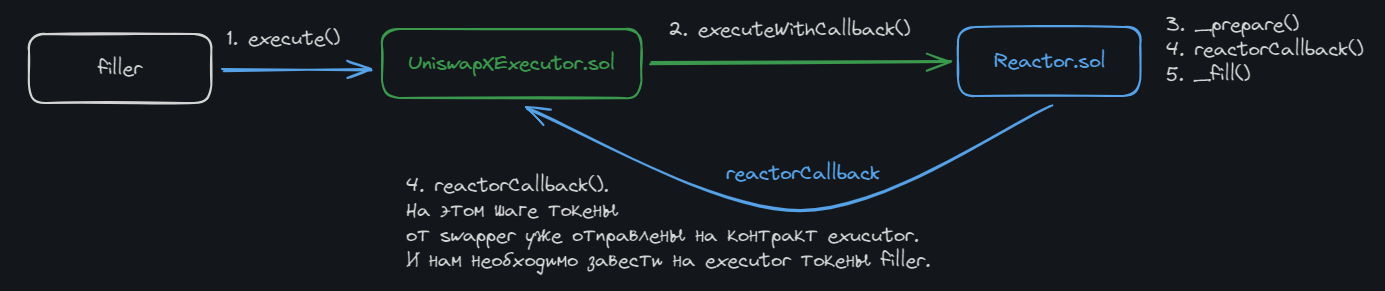 filler
1. execute()
UniswapXExecutor.sol
2. executeWithCallback()
Reactor.sol
3. _prepare()
4. reactorCallback()
5. _fill()
reactorCallback
4. reactorCallback().
На этом шаге токены
от swapper уже отправлены на контракт exucutor.
И нам необходимо завести на executor токены filler.